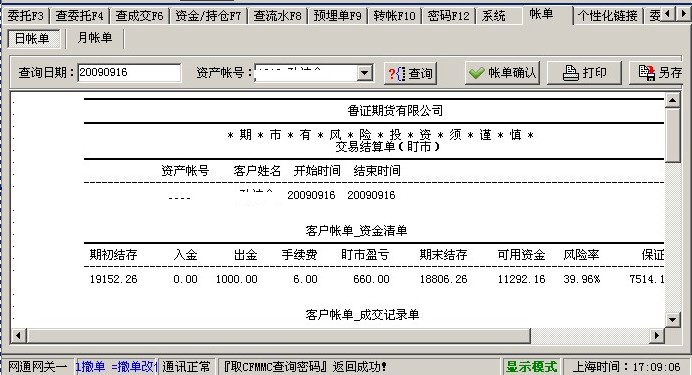 委托F3 查委托F4 查成交F6 资金/持仓F7 查流水F8 预埋单F9 转帐F10 密码F12 系统 帐单 个性化链接
日帐单 月帐单
查询日期: 20090916 资产帐号: ?{查询 帐单确认 打印 另存
鲁证期货有限公司
* 期 * 市 * 有 * 风 * 险 * 投 * 资 * 须 * 谨 * 慎 *
交易结算单(盯市)
资产帐号 客户姓名 开始时间 结束时间
---- 20090916 20090916
客户帐单_资金清单
期初结存 入金 出金 手续费 盯市盈亏 期末结存 可用资金 风险率 保证
19152.26 0.00 1000.00 6.00 660.00 18806.26 11292.16 39.96% 7514.1
客户帐单_成交记录单
网通网关一 1撤单 =撤单改 通讯正常 『取CFMMC查询密码』返回成功! 显示模式 上海时间:17:09:06